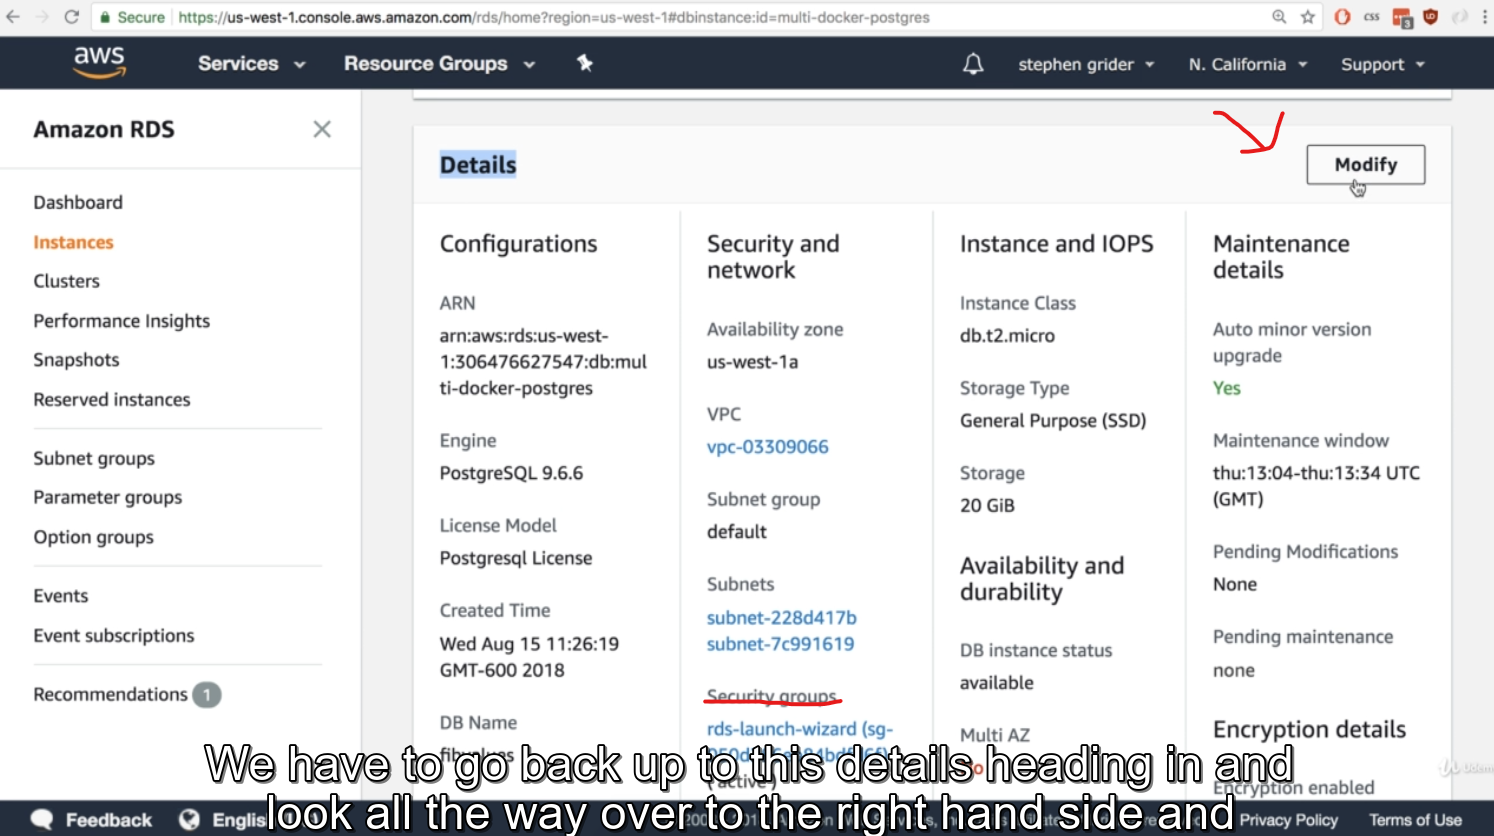 Secure
https://us-west-1.console.aws.amazon.com/rds/home?region=us-west-1#dbinstance:id=multi-docker-postgres
CSS
3
aws
Services
Resource Groups
stephen grider
N. California
Support
Amazon RDS
Dashboard
Instances
Clusters
Performance Insights
Snapshots
Reserved instances
Subnet groups
Parameter groups
Option groups
Events
Event subscriptions
Recommendations 1
Details
Modify
Configurations
ARN
arn:aws:rds:us-west-
1:306476627547:db:mul
ti-docker-postgres
Engine
PostgreSQL 9.6.6
License Model
Postgresql License
Created Time
Wed Aug 15 11:26:19
GMT-600 2018
DB Name
Security and
network
Availability zone
us-west-1a
VPC
vpc-03309066
Subnet group
default
Subnets
subnet-228d417b
subnet-7c991619
Security groups
rds-launch-wizard (sg-
Instance and IOPS
Instance Class
db.t2.micro
Storage Type
General Purpose (SSD)
Storage
20 GiB
Availability and
durability
DB instance status
available
Multi AZ
Maintenance
details
Auto minor version
upgrade
Yes
Maintenance window
thu:13:04-thu:13:34 UTC
(GMT)
Pending Modifications
None
Pending maintenance
none
Encryption details
Encryption enabled
We have to go back up to this details heading in and
look all the way over to the right hand side and
Feedback
Privacy Policy
Terms of Use